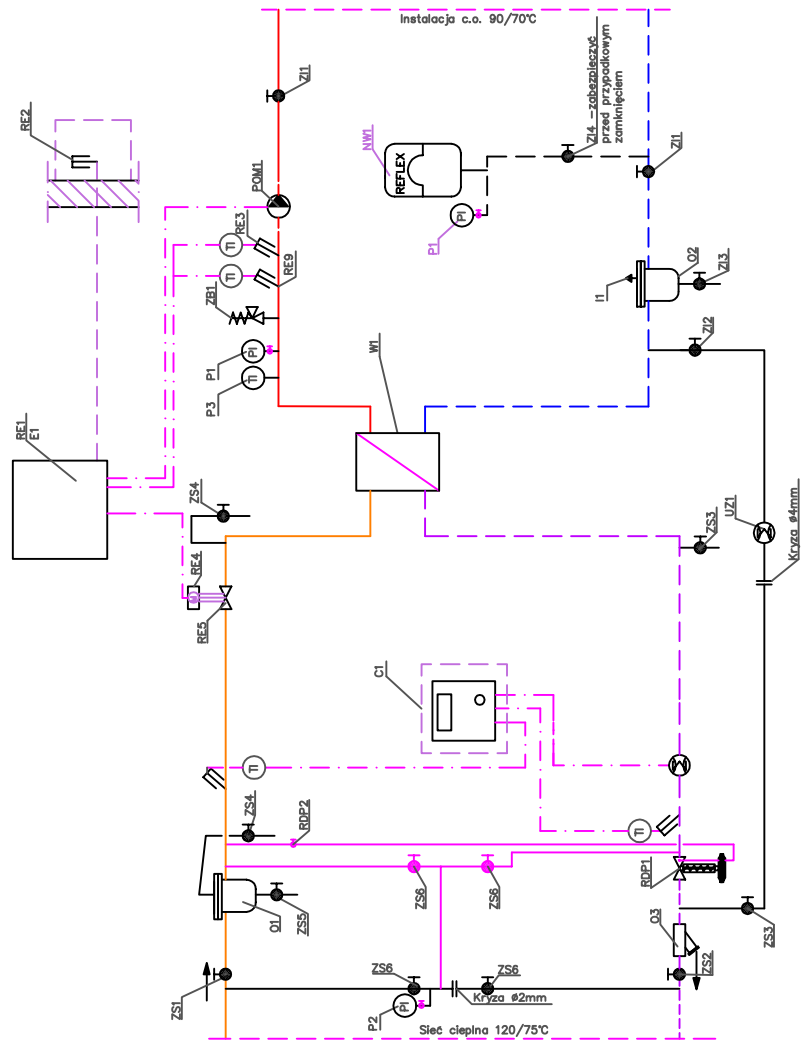 Instalacja c.o. 90/70°C
ZI1
ZI4 -zabezpieczyć
przed przypadkowym
zamknięciem
RE2
NW1
REFLEX
ZI1
POM1
RE3
PI
P1
TI
O2
ZI3
TI
RE9
I1
ZB1
P1
PI
ZI2
W1
P3
TI
RE1
E1
ZS4
UZ1
ZS3
Kryza Ø4mm
RE4
M
RE5
C1
TI
ZS4
RDP2
TI
RDP1
ZS6
ZS6
O1
ZS5
O3
ZS3
ZS1
ZS6
ZS6
ZS2
P2
PI
Kryza Ø2mm
Sieć cieplna 120/75°C